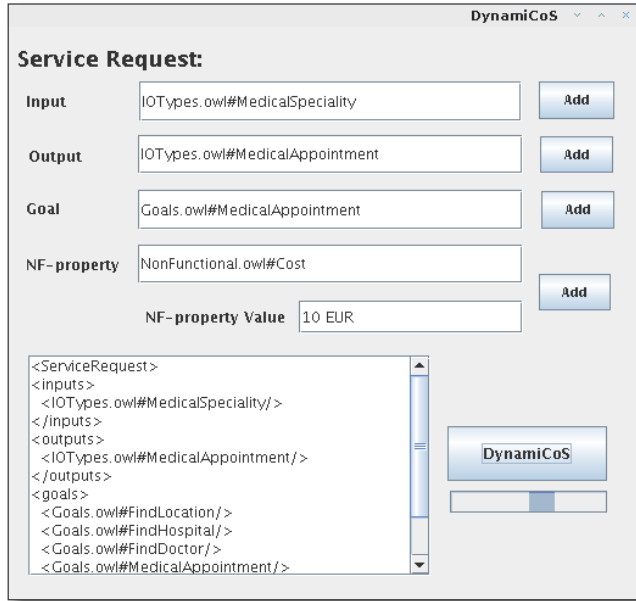 DynamiCoS
Service Request:
Input IOTypes.owl#MedicalSpeciality Add
Output IOTypes.owl#MedicalAppointment Add
Goal Goals.owl#MedicalAppointment Add
NF-property NonFunctional.owl#Cost
Add
NF-property Value 10 EUR
<ServiceRequest>
<inputs>
<IOTypes.owl#MedicalSpeciality/>
</inputs>
<outputs>
<IOTypes.owl#MedicalAppointment/>
</outputs>
<goals>
<Goals.owl#FindLocation/>
<Goals.owl#FindHospital/>
<Goals.owl#FindDoctor/>
<Goals.owl#MedicalAppointment/>
DynamiCoS